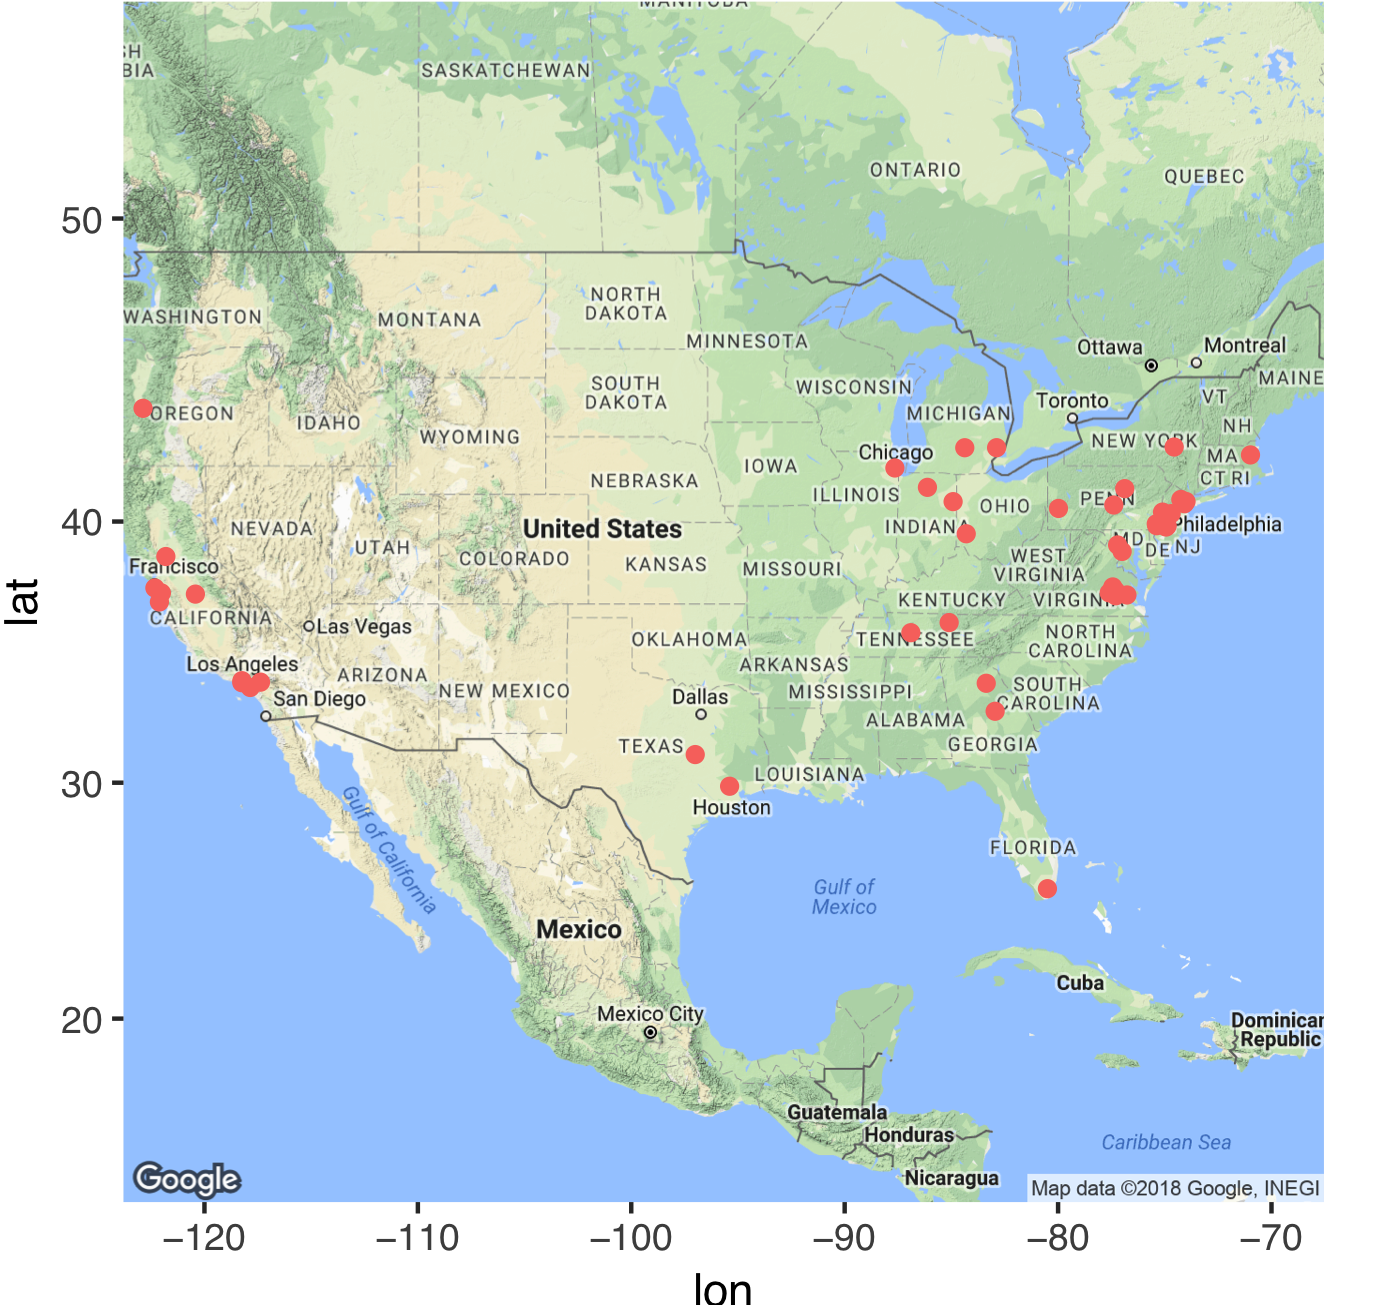 MANITOBA
SH
BIA
SASKATCHEWAN
ONTARIO
QUEBEC
50
WASHINGTON
MONTANA
NORTH
DAKOTA
MINNESOTA
Ottawa
Montreal
MAINE
SOUTH
DAKOTA
WISCONSIN
MICHIGAN
Toronto
VT
OREGON
IDAHO
WYOMING
NH
NEW YORK
MA
CT RI
Chicago
IOWA
NEBRASKA
ILLINOIS
OHIO
PENN
40
NEVADA
United States
INDIANA
Philadelphia
UTAH
COLORADO
KANSAS
MISSOURI
WEST
VIRGINIA
MD
DE
NJ
Francisco
CALIFORNIA
KENTUCKY
VIRGINIA
lat
Las Vegas
OKLAHOMA
TENNESSEE
NORTH
CAROLINA
Los Angeles
ARIZONA
NEW MEXICO
ARKANSAS
San Diego
Dallas
MISSISSIPPI
SOUTH
CAROLINA
ALABAMA
TEXAS
GEORGIA
30
LOUISIANA
Houston
Gulf of California
FLORIDA
Gulf of
Mexico
Mexico
Cuba
20
Mexico City
Dominican
Republic
Guatemala
Honduras
Caribbean Sea
Nicaragua
Google
Map data ©2018 Google, INEGI
−120
−110
−100
−90
−80
−70
lon